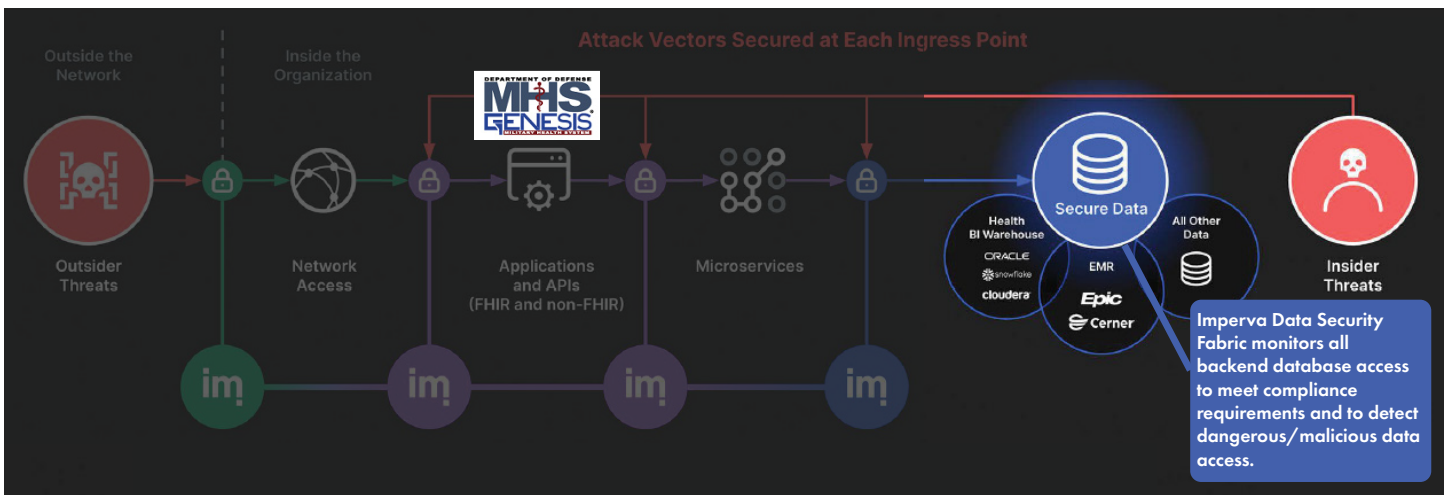 Attack Vectors Secured at Each Ingress Point
Outside the
Network
Inside the
Organization
DEPARTMENT OF DEFENSE
MHS
GENESIS
MILITARY HEALTH SYSTEM
Outsider
Threats
Network
Access
Applications
and APIs
(FHIR and non-FHIR)
Microservices
Secure Data
Health
BI Warehouse
ORACLE
snowflake
cloudera
EMR
Epic
Cerner
All Other
Data
Insider
Threats
im
im
im
im
Imperva Data Security
Fabric monitors all
backend database access
to meet compliance
requirements and to detect
dangerous/malicious data
access.